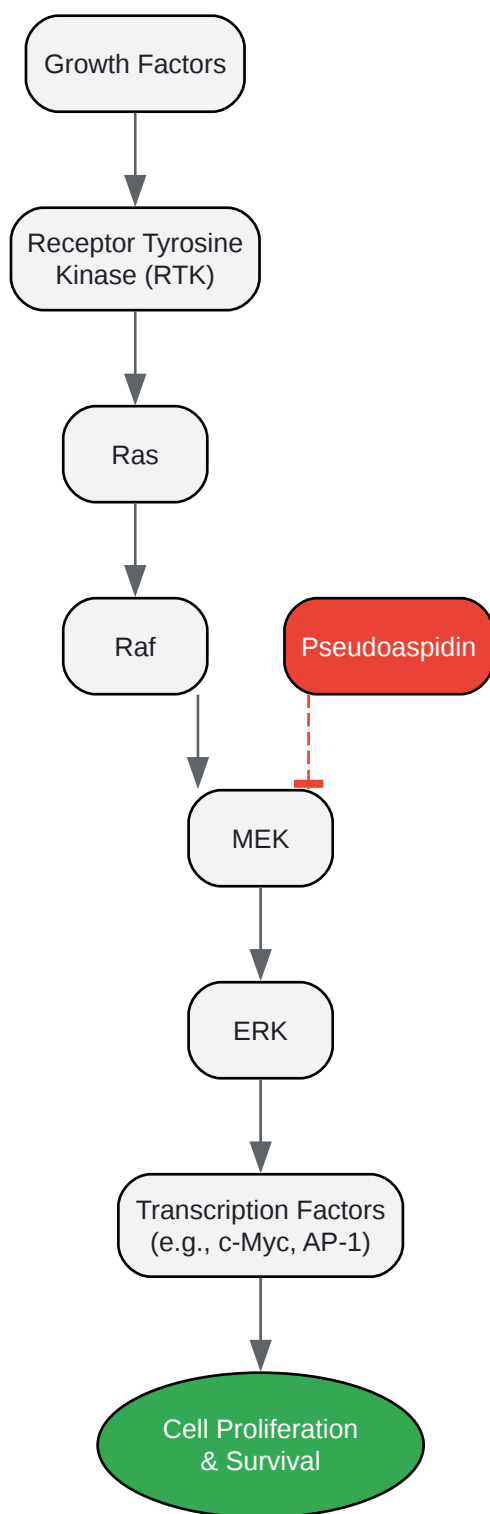 Growth Factors
Receptor Tyrosine
Kinase (RTK)
Ras
Raf
Pseudoaspidin
MEK
ERK
Transcription Factors
(e.g., c-Myc, AP-1)
Cell Proliferation
& Survival